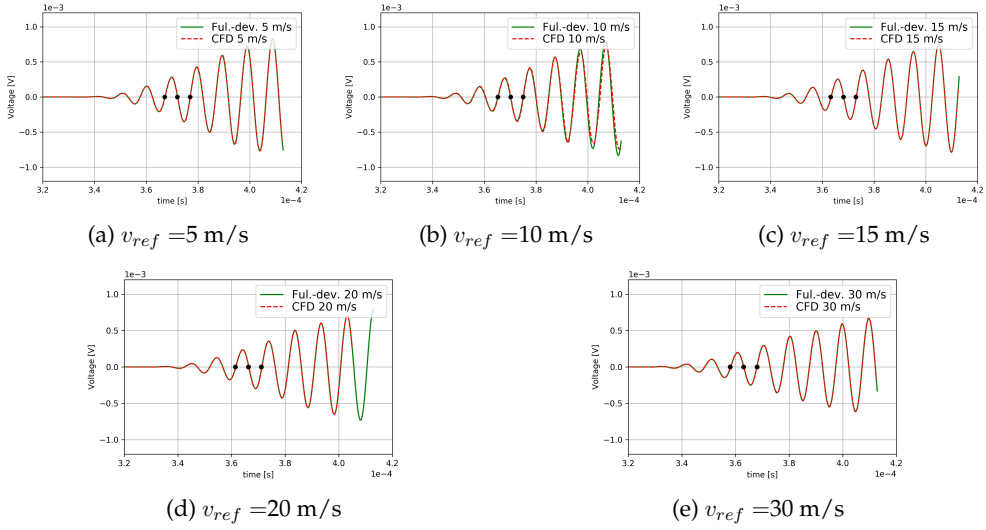 1e−3
Ful.-dev. 5 m/s
CFD 5 m/s
Voltage [V]
1.0
0.5
0.0
−0.5
−1.0
3.2 3.4 3.6 3.8 4.0 4.2
time [s]
1e−4
(a) v_ref =5 m/s
1e−3
Ful.-dev. 10 m/s
CFD 10 m/s
Voltage [V]
1.0
0.5
0.0
−0.5
−1.0
3.2 3.4 3.6 3.8 4.0 4.2
time [s]
1e−4
(b) v_ref =10 m/s
1e−3
Ful.-dev. 15 m/s
CFD 15 m/s
Voltage [V]
1.0
0.5
0.0
−0.5
−1.0
3.2 3.4 3.6 3.8 4.0 4.2
time [s]
1e−4
(c) v_ref =15 m/s
1e−3
Ful.-dev. 20 m/s
CFD 20 m/s
Voltage [V]
1.0
0.5
0.0
−0.5
−1.0
3.2 3.4 3.6 3.8 4.0 4.2
time [s]
1e−4
(d) v_ref =20 m/s
1e−3
Ful.-dev. 30 m/s
CFD 30 m/s
Voltage [V]
1.0
0.5
0.0
−0.5
−1.0
3.2 3.4 3.6 3.8 4.0 4.2
time [s]
1e−4
(e) v_ref =30 m/s